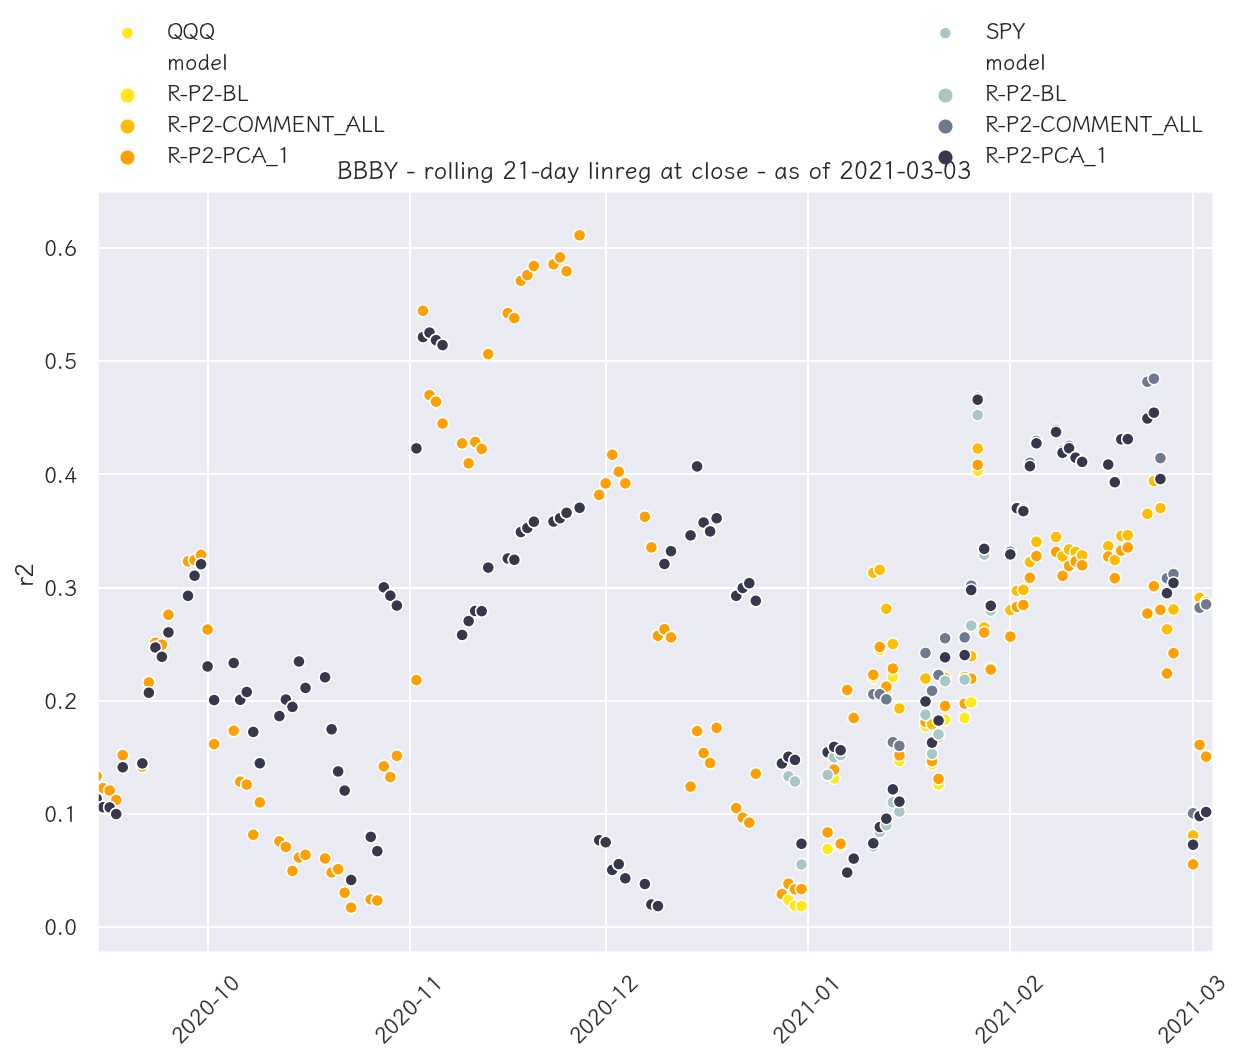 QQQ
model
R-P2-BL
R-P2-COMMENT_ALL
R-P2-PCA_1
SPY
model
R-P2-BL
R-P2-COMMENT_ALL
R-P2-PCA_1
BBBY - rolling 21-day linreg at close - as of 2021-03-03
r2
0.6
0.5
0.4
0.3
0.2
0.1
0.0
2020-10
2020-11
2020-12
2021-01
2021-02
2021-03